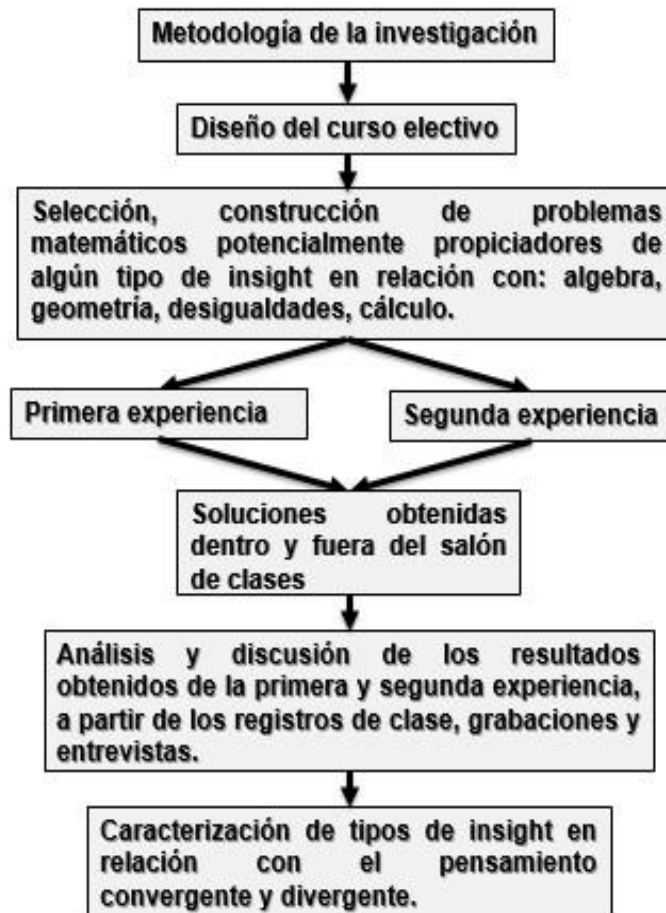 Metodología de la investigación
Diseño del curso electivo
Selección, construcción de problemas
matemáticos potencialmente propiciadores de
algún tipo de insight en relación con: algebra,
geometría, desigualdades, cálculo.
Primera experiencia
Segunda experiencia
Soluciones obtenidas
dentro y fuera del salón
de clases
Análisis y discusión de los resultados
obtenidos de la primera y segunda experiencia,
a partir de los registros de clase, grabaciones y
entrevistas.
Caracterización de tipos de insight en
relación con el pensamiento
convergente y divergente.